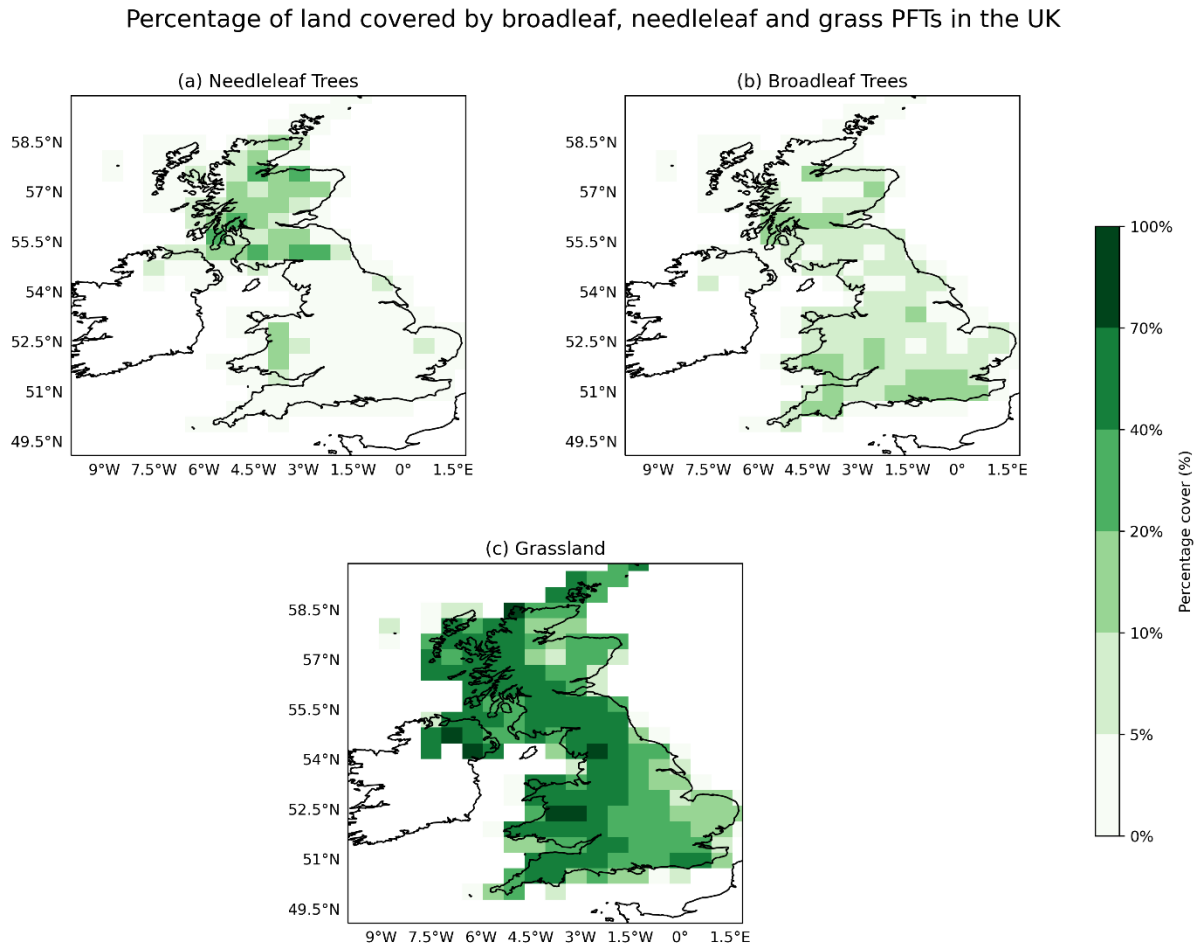 Percentage of land covered by broadleaf, needleleaf and grass PFTs in the UK
(a) Needleleaf Trees
58.5°N
57°N
55.5°N
54°N
52.5°N
51°N
49.5°N
9°W 7.5°W 6°W 4.5°W 3°W 1.5°W 0° 1.5°E
(b) Broadleaf Trees
58.5°N
57°N
55.5°N
54°N
52.5°N
51°N
49.5°N
9°W 7.5°W 6°W 4.5°W 3°W 1.5°W 0° 1.5°E
(c) Grassland
58.5°N
57°N
55.5°N
54°N
52.5°N
51°N
49.5°N
9°W 7.5°W 6°W 4.5°W 3°W 1.5°W 0° 1.5°E
100%
70%
40%
20%
10%
5%
0%
Percentage cover (%)